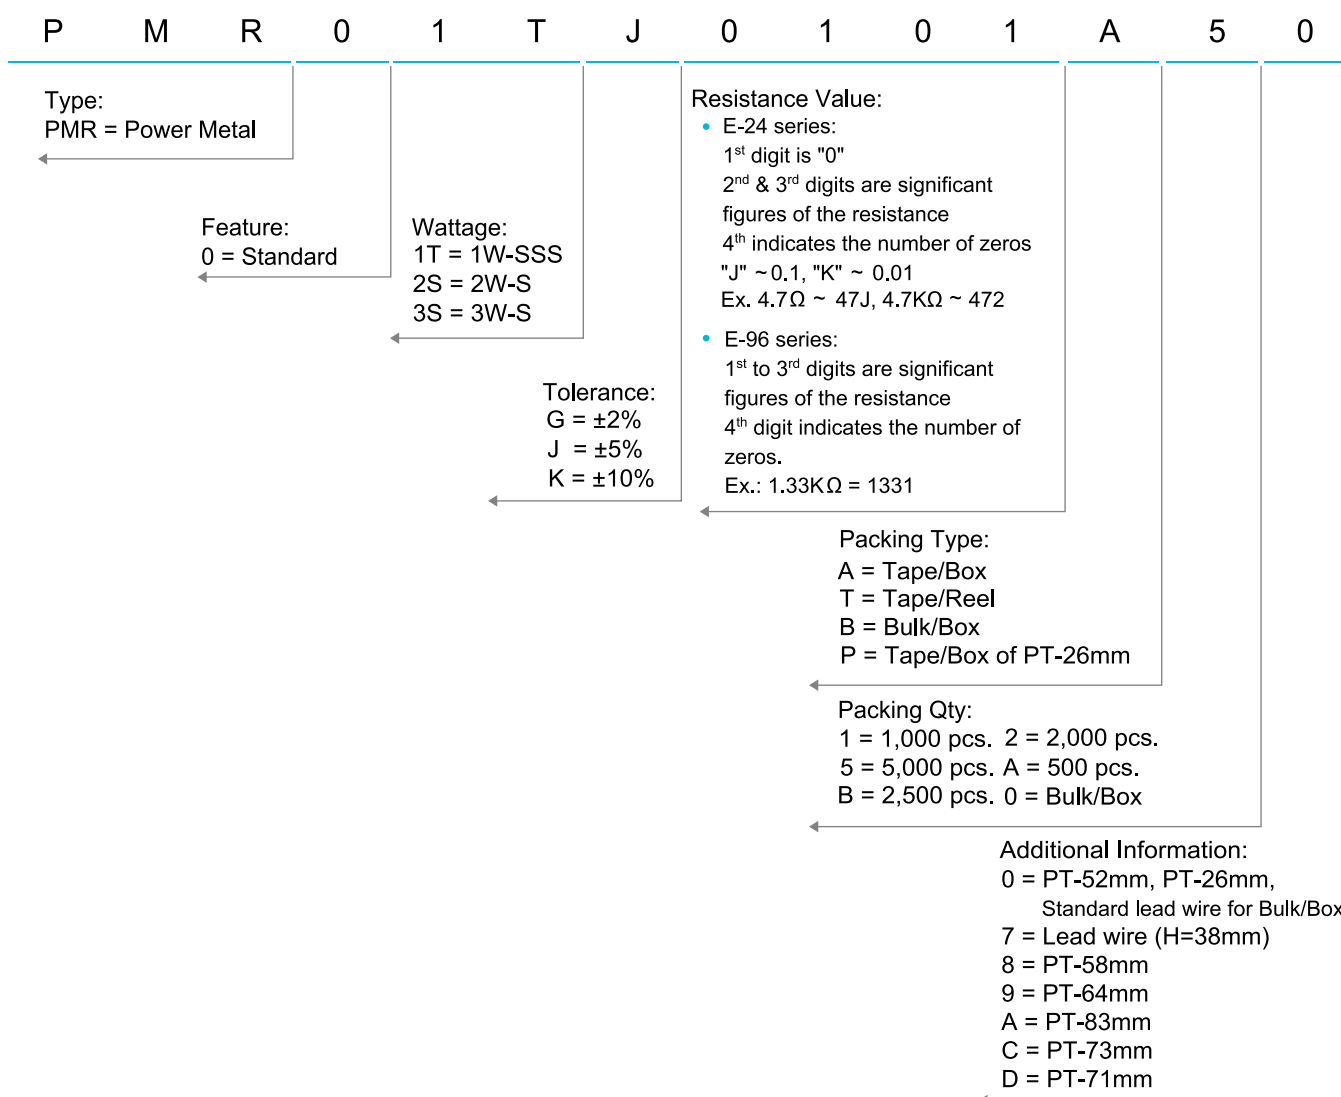 P M R 0 1 T J 0 1 0 1 A 5 0
Type:
PMR = Power Metal
Feature:
0 = Standard
Wattage:
1T = 1W-SSS
2S = 2W-S
3S = 3W-S
Tolerance:
G = ±2%
J = ±5%
K = ±10%
Resistance Value:
• E-24 series:
1st digit is "0"
2nd & 3rd digits are significant
figures of the resistance
4th indicates the number of zeros
"J" ~ 0.1, "K" ~ 0.01
Ex. 4.7Ω ~ 47J, 4.7KΩ ~ 472
• E-96 series:
1st to 3rd digits are significant
figures of the resistance
4th digit indicates the number of
zeros.
Ex.: 1.33KΩ = 1331
Packing Type:
A = Tape/Box
T = Tape/Reel
B = Bulk/Box
P = Tape/Box of PT-26mm
Packing Qty:
1 = 1,000 pcs. 2 = 2,000 pcs.
5 = 5,000 pcs. A = 500 pcs.
B = 2,500 pcs. 0 = Bulk/Box
Additional Information:
0 = PT-52mm, PT-26mm,
Standard lead wire for Bulk/Box
7 = Lead wire (H=38mm)
8 = PT-58mm
9 = PT-64mm
A = PT-83mm
C = PT-73mm
D = PT-71mm